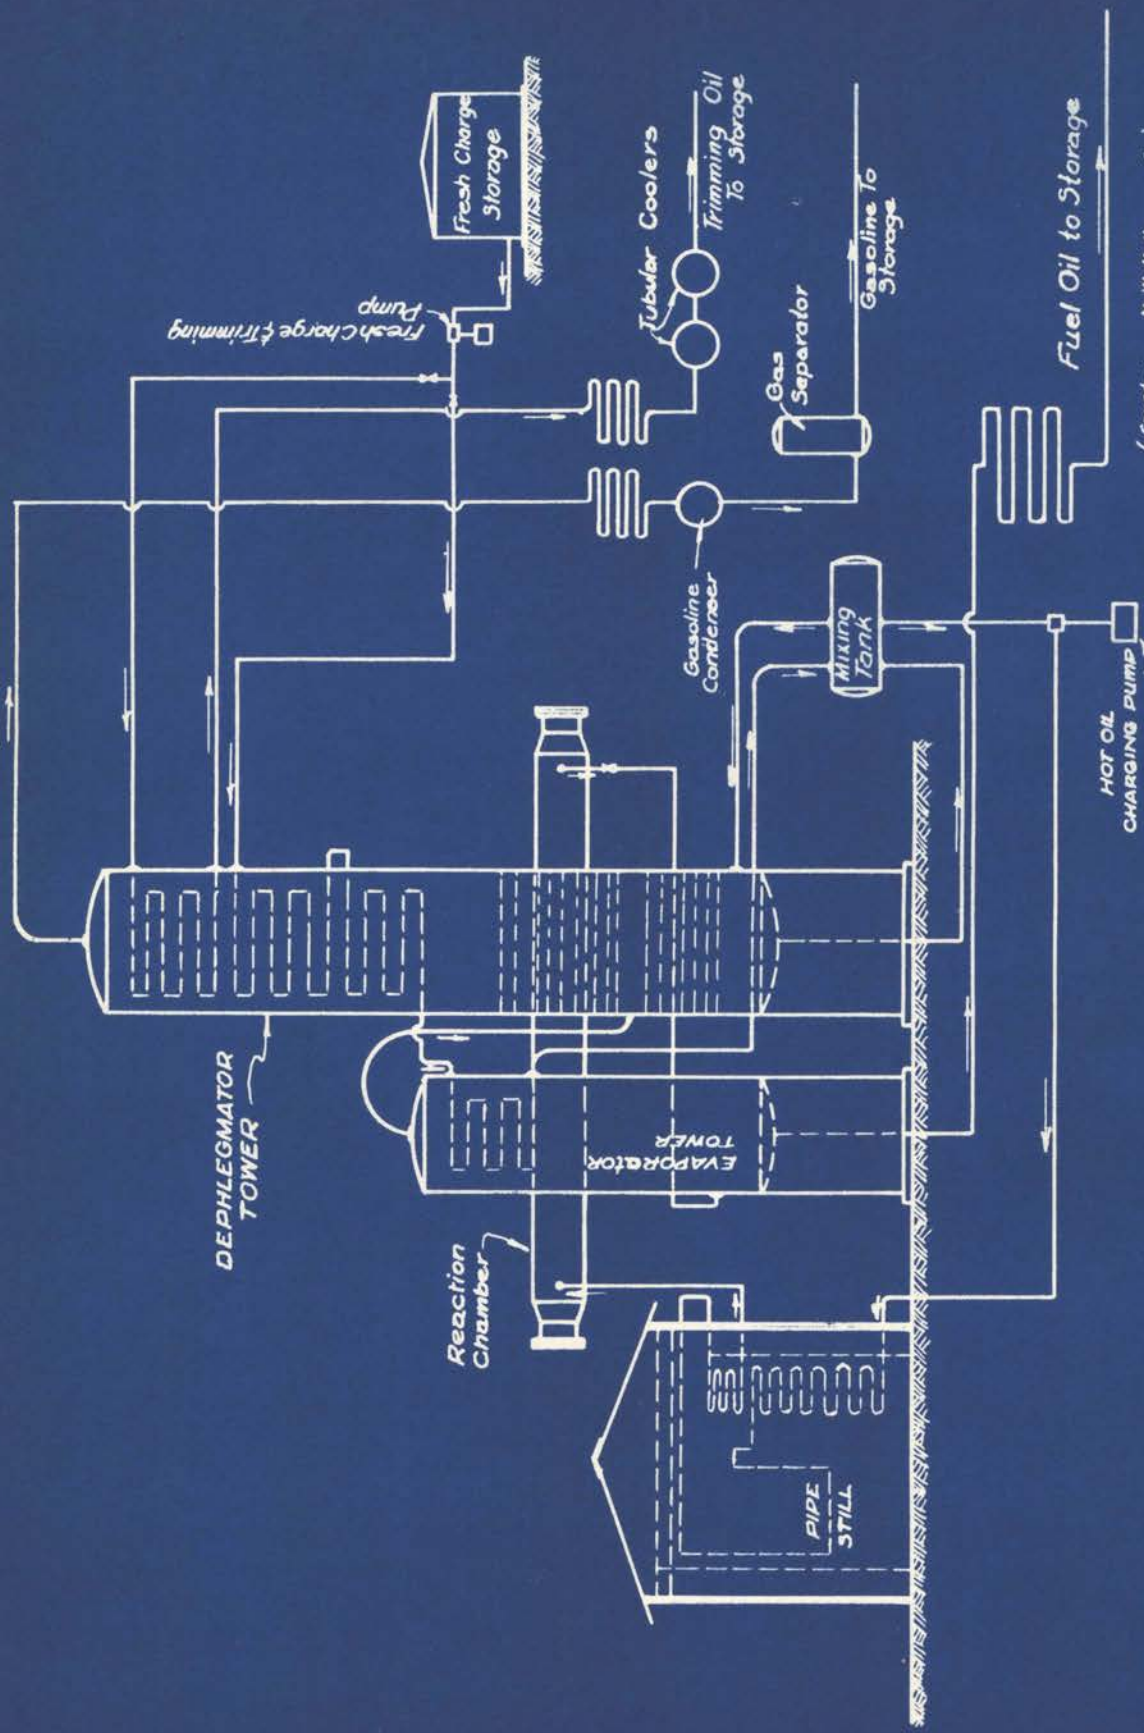 DEPHLEGMATOR
TOWER
Fresh Charge
Storage
Fresh Charge & Trimming
Pump
Reaction
Chamber
EVAPORATOR
TOWER
Tubular Coolers
Trimming Oil
To Storage
Gas
Separator
Gasoline To
Storage
Gasoline
Condenser
Mixing
Tank
PIPE
STILL
Fuel Oil to Storage
HOT OIL
CHARGING PUMP